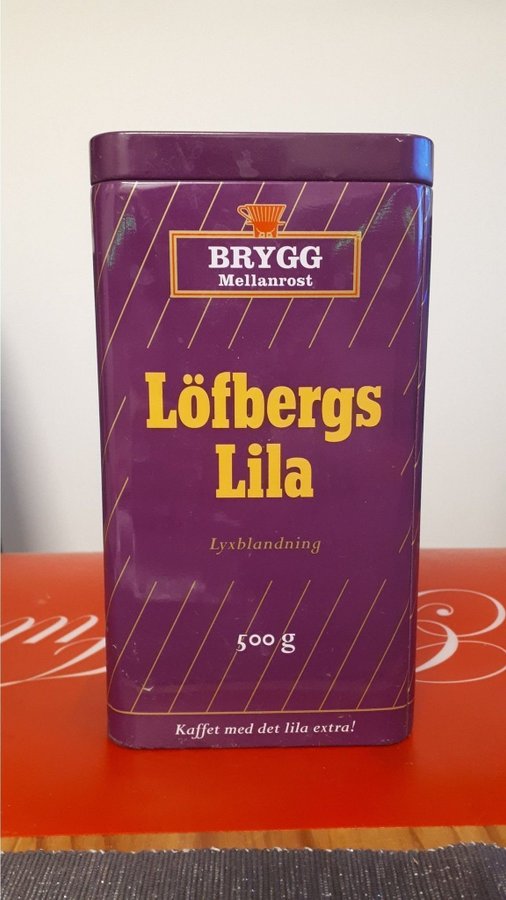 BRYGG
Mellanrost
Löfbergs
Lila
Lyxblandning
500 g
Kaffet med det lila extra!